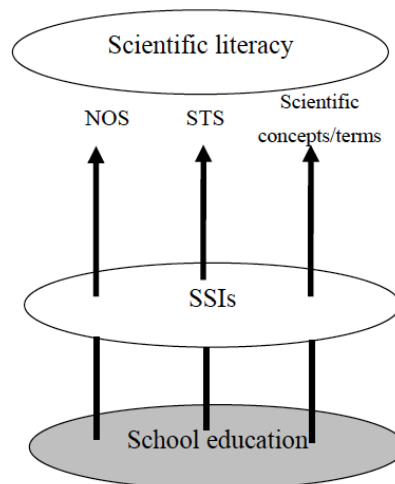 Scientific literacy
NOS
STS
Scientific
concepts/terms
SSIs
School education